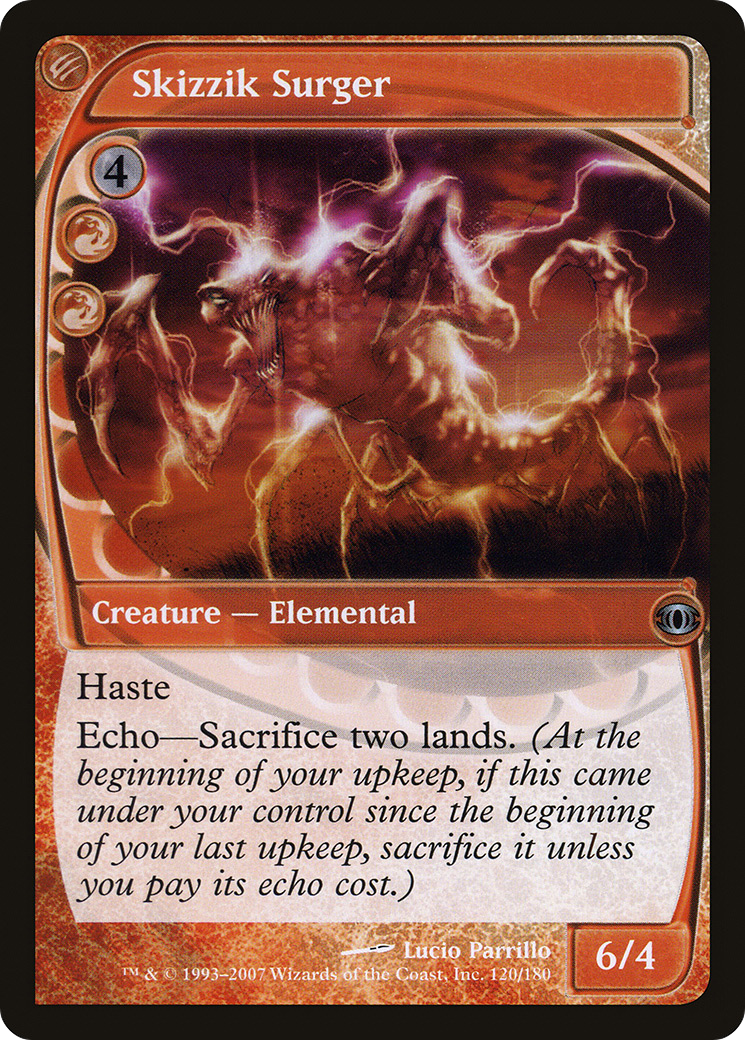 Skizzik Surger
4
Creature — Elemental
Haste
Echo—Sacrifice two lands. (At the
beginning of your upkeep, if this came
under your control since the beginning
of your last upkeep, sacrifice it unless
you pay its echo cost.)
Lucio Parrillo
™ & © 1993–2007 Wizards of the Coast, Inc. 120/180
6/4